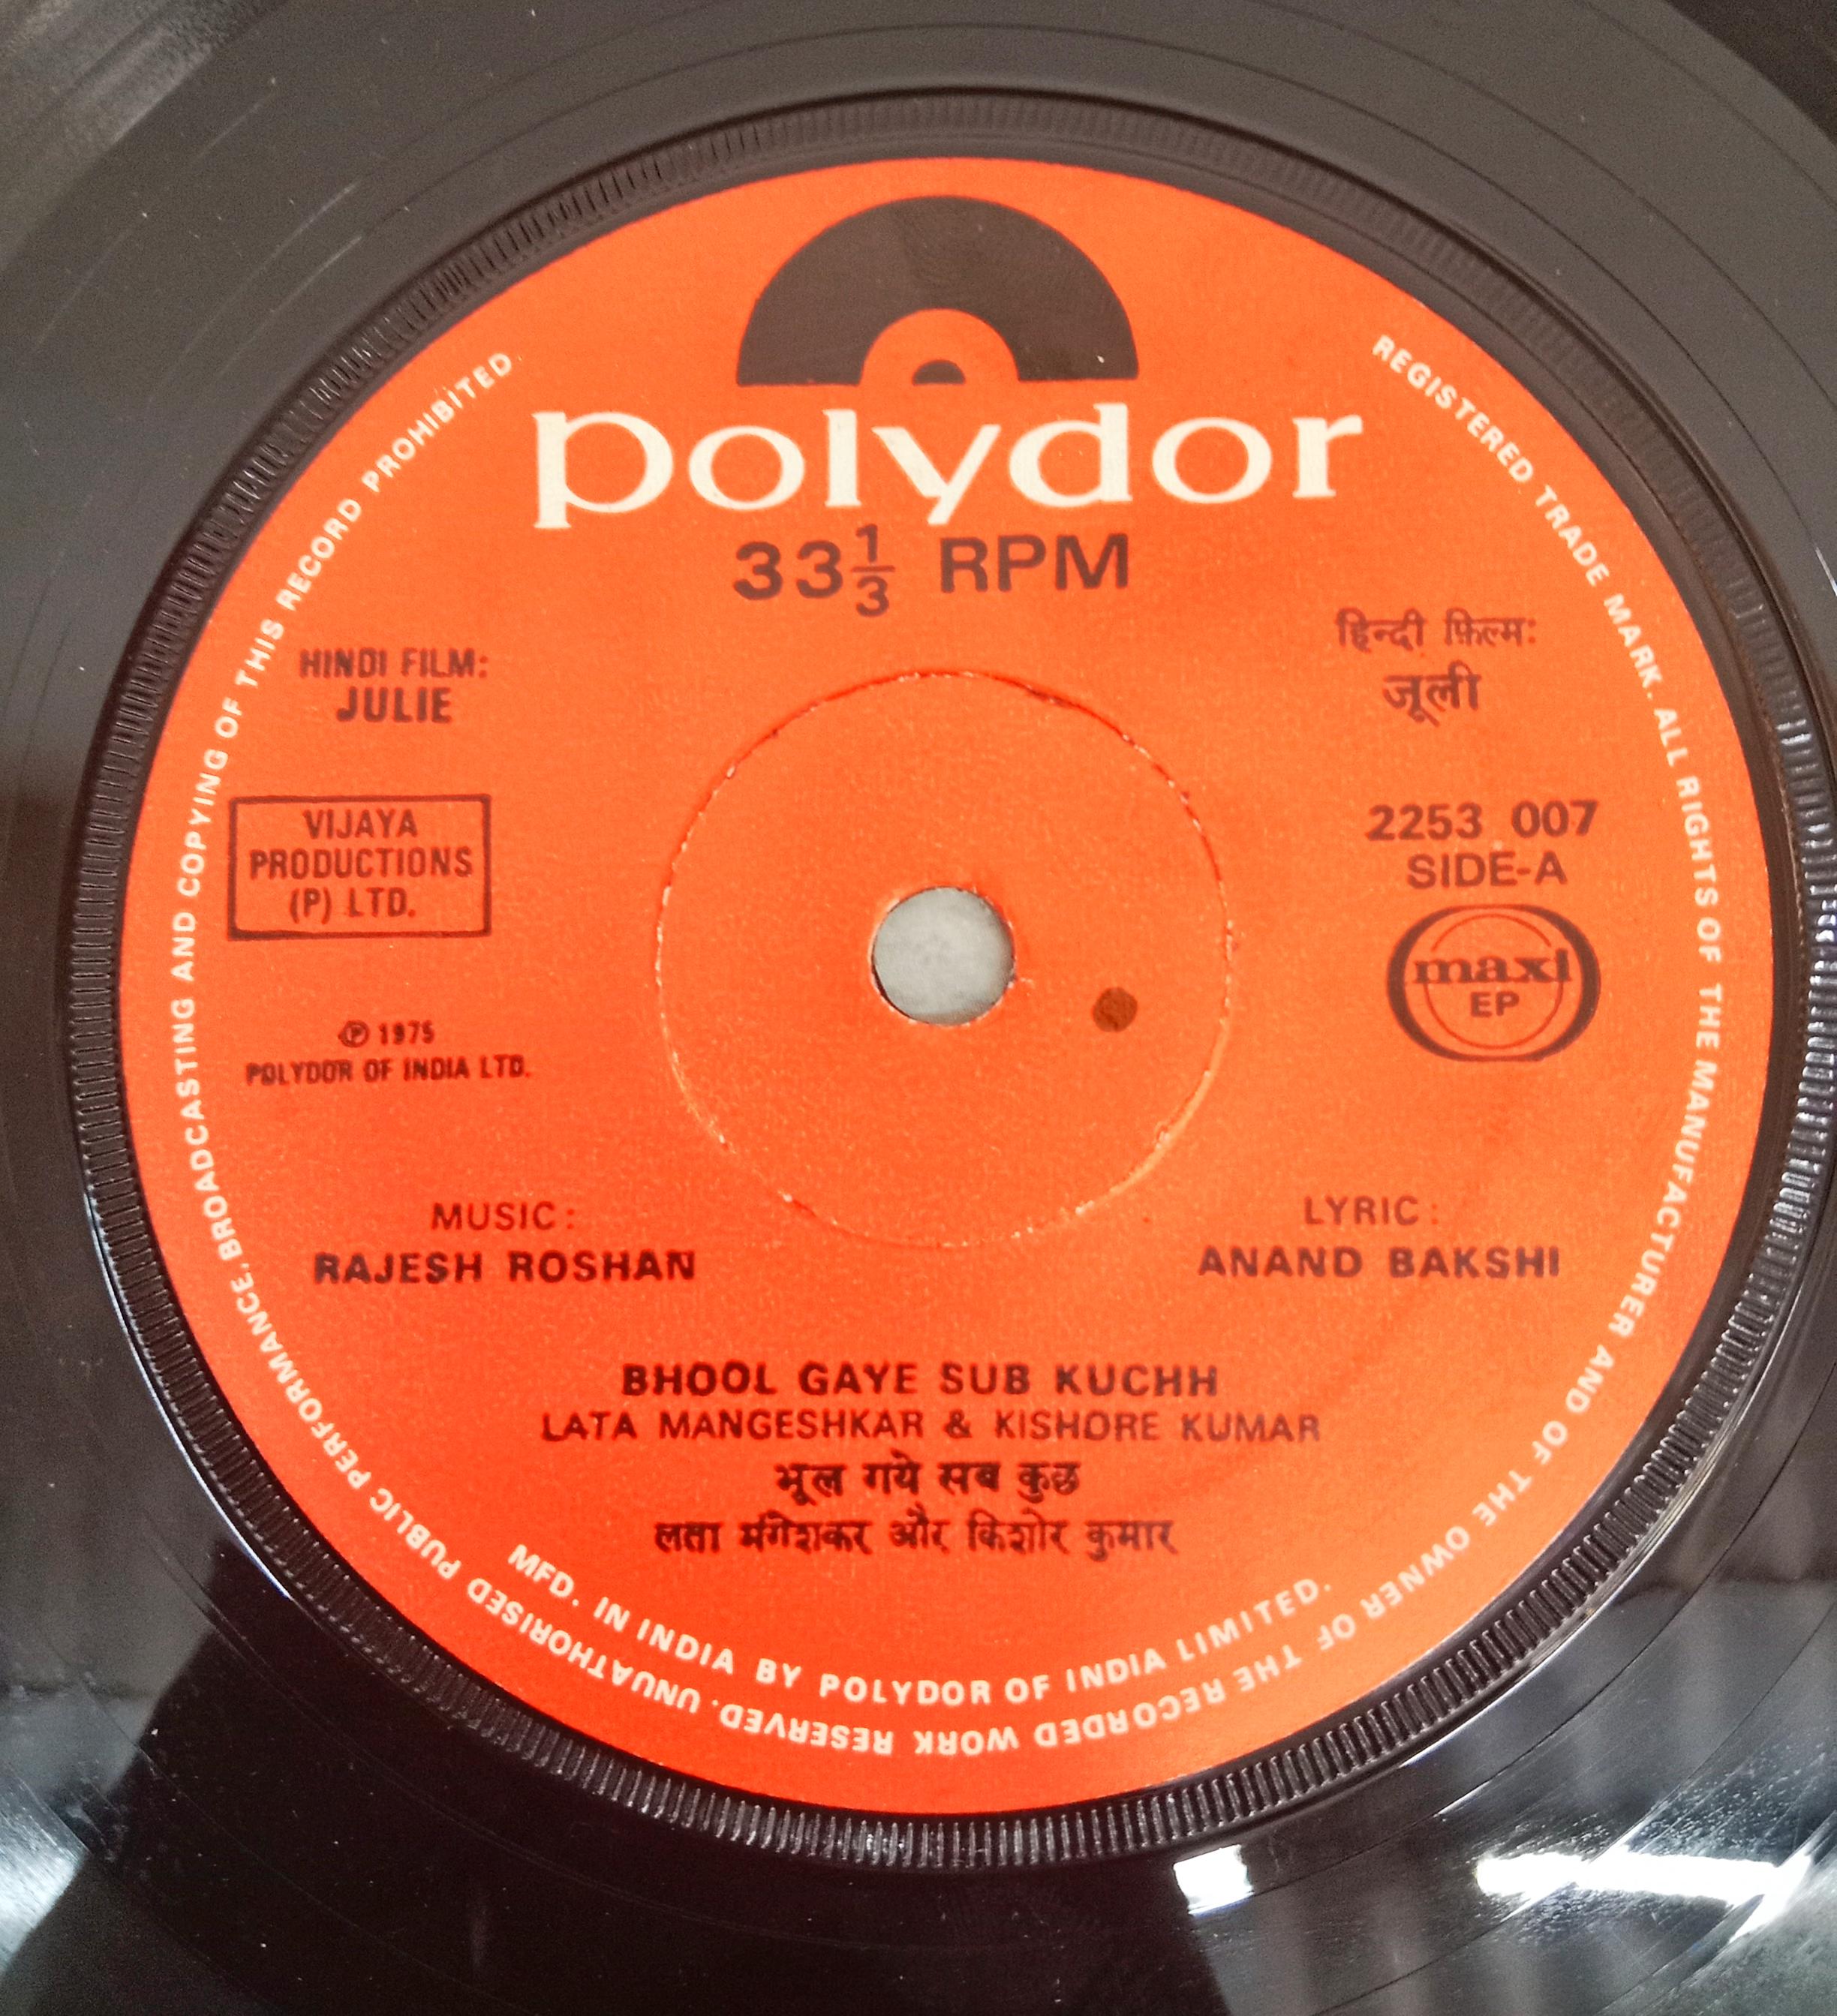 polydor
33⅓ RPM
HINDI FILM:
JULIE
हिन्दी फ़िल्म:
जूली
VIJAYA
PRODUCTIONS
(P) LTD.
2253 007
SIDE-A
maxi
EP
℗ 1975
POLYDOR OF INDIA LTD.
MUSIC:
RAJESH ROSHAN
LYRIC:
ANAND BAKSHI
BHOOL GAYE SUB KUCHH
LATA MANGESHKAR & KISHORE KUMAR
भूल गये सब कुछ
लता मंगेशकर और किशोर कुमार
MFD. IN INDIA BY POLYDOR OF INDIA LIMITED.
REGISTERED TRADE MARK. ALL RIGHTS OF THE MANUFACTURER AND OF THE OWNER OF THE RECORDED WORK RESERVED. UNUATHORISED PUBLIC PERFORMANCE. BROADCASTING AND COPYING OF THIS RECORD PROHIBITED